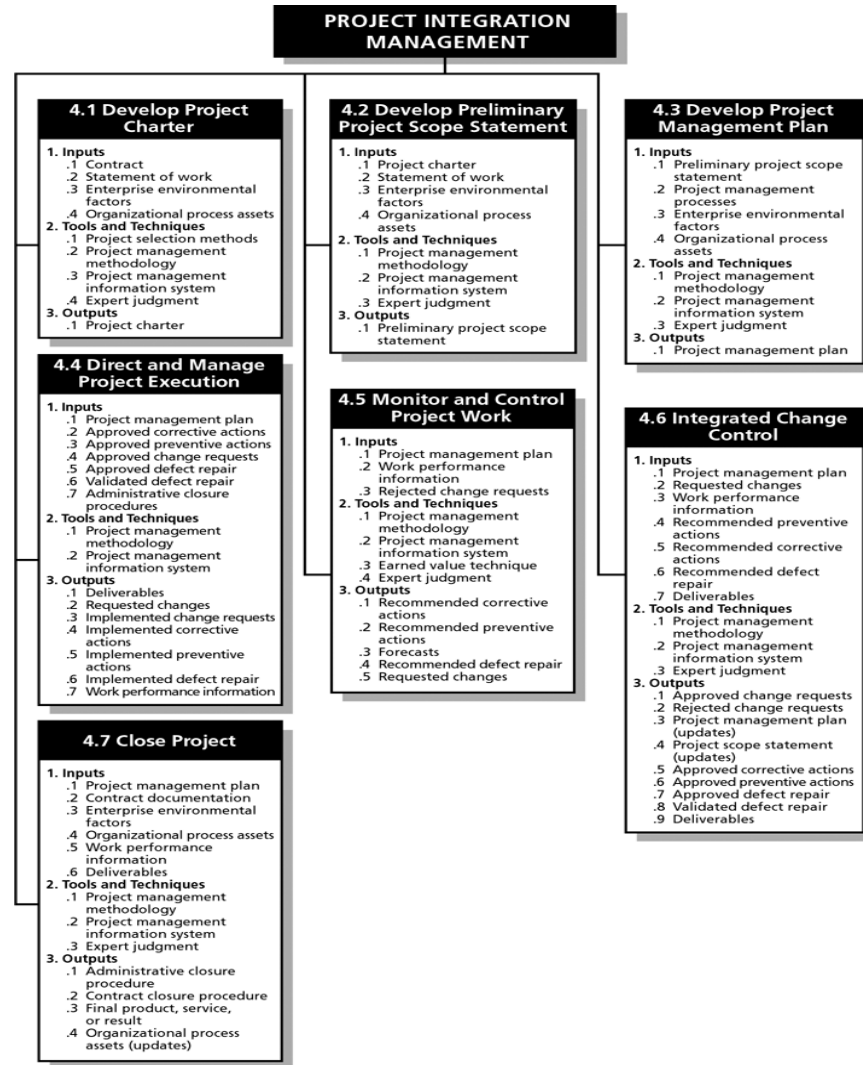 PROJECT INTEGRATION
MANAGEMENT
4.1 Develop Project
Charter
1. Inputs
.1 Contract
.2 Statement of work
.3 Enterprise environmental
factors
.4 Organizational process assets
2. Tools and Techniques
.1 Project selection methods
.2 Project management
methodology
.3 Project management
information system
.4 Expert judgment
3. Outputs
.1 Project charter
4.2 Develop Preliminary
Project Scope Statement
1. Inputs
.1 Project charter
.2 Statement of work
.3 Enterprise environmental
factors
.4 Organizational process
assets
2. Tools and Techniques
.1 Project management
methodology
.2 Project management
information system
.3 Expert judgment
3. Outputs
.1 Preliminary project scope
statement
4.3 Develop Project
Management Plan
1. Inputs
.1 Preliminary project scope
statement
.2 Project management
processes
.3 Enterprise environmental
factors
.4 Organizational process
assets
2. Tools and Techniques
.1 Project management
methodology
.2 Project management
information system
.3 Expert judgment
3. Outputs
.1 Project management plan
4.4 Direct and Manage
Project Execution
1. Inputs
.1 Project management plan
.2 Approved corrective actions
.3 Approved preventive actions
.4 Approved change requests
.5 Approved defect repair
.6 Validated defect repair
.7 Administrative closure
procedures
2. Tools and Techniques
.1 Project management
methodology
.2 Project management
information system
3. Outputs
.1 Deliverables
.2 Requested changes
.3 Implemented change requests
.4 Implemented corrective
actions
.5 Implemented preventive
actions
.6 Implemented defect repair
.7 Work performance information
4.5 Monitor and Control
Project Work
1. Inputs
.1 Project management plan
.2 Work performance
information
.3 Rejected change requests
2. Tools and Techniques
.1 Project management
methodology
.2 Project management
information system
.3 Earned value technique
.4 Expert judgment
3. Outputs
.1 Recommended corrective
actions
.2 Recommended preventive
actions
.3 Forecasts
.4 Recommended defect repair
.5 Requested changes
4.6 Integrated Change
Control
1. Inputs
.1 Project management plan
.2 Requested changes
.3 Work performance
information
.4 Recommended preventive
actions
.5 Recommended corrective
actions
.6 Recommended defect
repair
.7 Deliverables
2. Tools and Techniques
.1 Project management
methodology
.2 Project management
information system
.3 Expert judgment
3. Outputs
.1 Approved change requests
.2 Rejected change requests
.3 Project management plan
(updates)
.4 Project scope statement
(updates)
.5 Approved corrective actions
.6 Approved preventive actions
.7 Approved defect repair
.8 Validated defect repair
.9 Deliverables
4.7 Close Project
1. Inputs
.1 Project management plan
.2 Contract documentation
.3 Enterprise environmental
factors
.4 Organizational process assets
.5 Work performance
information
.6 Deliverables
2. Tools and Techniques
.1 Project management
methodology
.2 Project management
information system
.3 Expert judgment
3. Outputs
.1 Administrative closure
procedure
.2 Contract closure procedure
.3 Final product, service,
or result
.4 Organizational process
assets (updates)